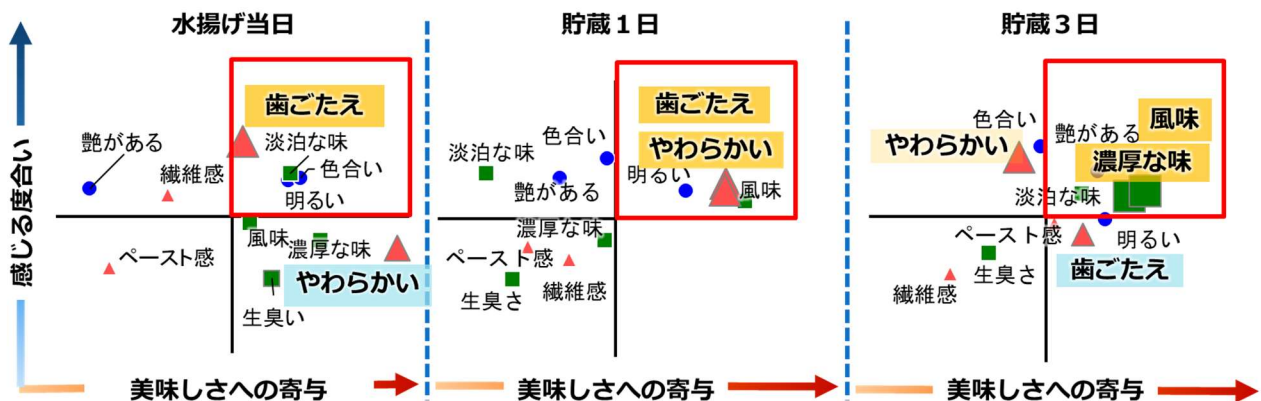 水揚げ当日
貯蔵１日
貯蔵３日
感じる度合い
歯ごたえ
艶がある
淡泊な味
繊維感
色合い
明るい
風味
濃厚な味
ペースト感
やわらかい
生臭い
歯ごたえ
色合い
やわらかい
淡泊な味
艶がある
明るい
風味
濃厚な味
ペースト感
生臭さ
繊維感
色合い
艶がある
風味
やわらかい
濃厚な味
淡泊な味
ペースト感
明るい
生臭さ
歯ごたえ
繊維感
美味しさへの寄与
美味しさへの寄与
美味しさへの寄与